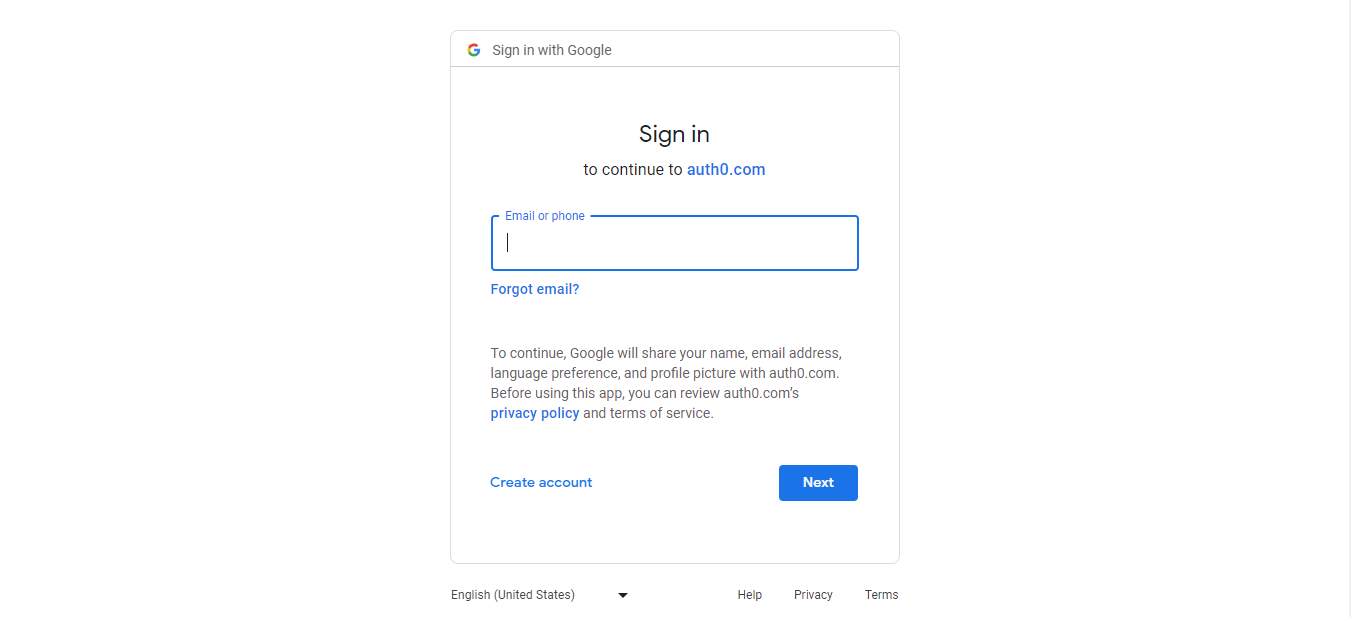 Sign in with Google
Sign in
to continue to auth0.com
Email or phone
Forgot email?
To continue, Google will share your name, email address,
language preference, and profile picture with auth0.com.
Before using this app, you can review auth0.com’s
privacy policy and terms of service.
Create account
Next
English (United States)
Help
Privacy
Terms